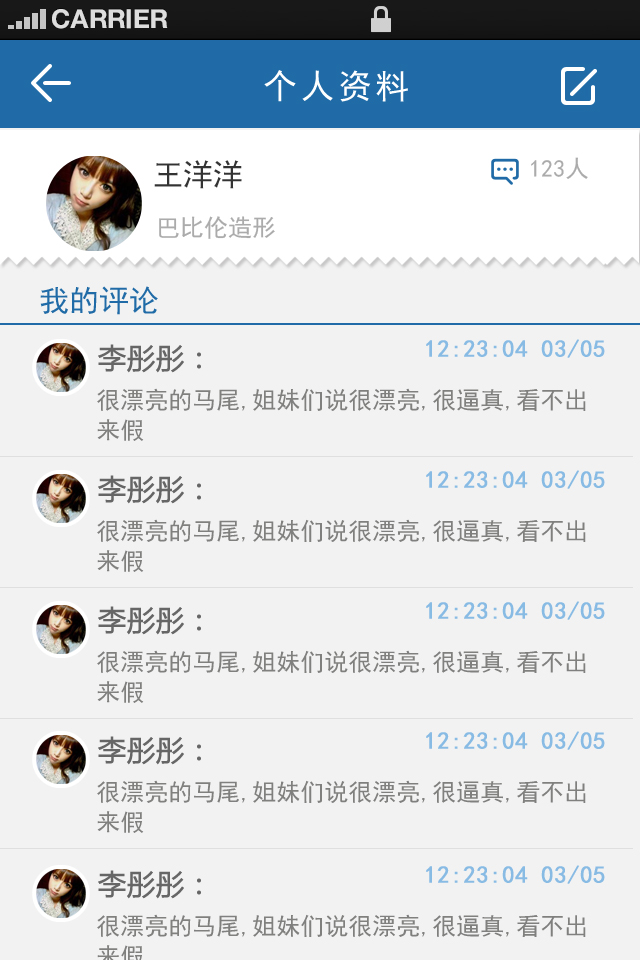 CARRIER
个人资料
王洋洋
123人
巴比伦造形
我的评论
李彤彤：
12:23:04 03/05
很漂亮的马尾,姐妹们说很漂亮,很逼真,看不出
来假
李彤彤：
12:23:04 03/05
很漂亮的马尾,姐妹们说很漂亮,很逼真,看不出
来假
李彤彤：
12:23:04 03/05
很漂亮的马尾,姐妹们说很漂亮,很逼真,看不出
来假
李彤彤：
12:23:04 03/05
很漂亮的马尾,姐妹们说很漂亮,很逼真,看不出
来假
李彤彤：
12:23:04 03/05
很漂亮的马尾,姐妹们说很漂亮,很逼真,看不出
来假